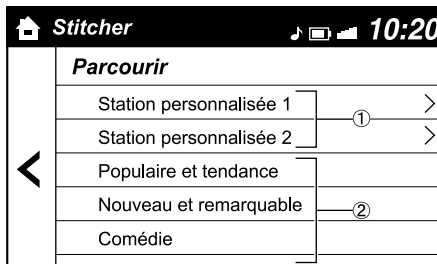 Stitcher 10:20
Parcourir
Station personnalisée 1
①
Station personnalisée 2
Populaire et tendance
Nouveau et remarquable
②
Comédie